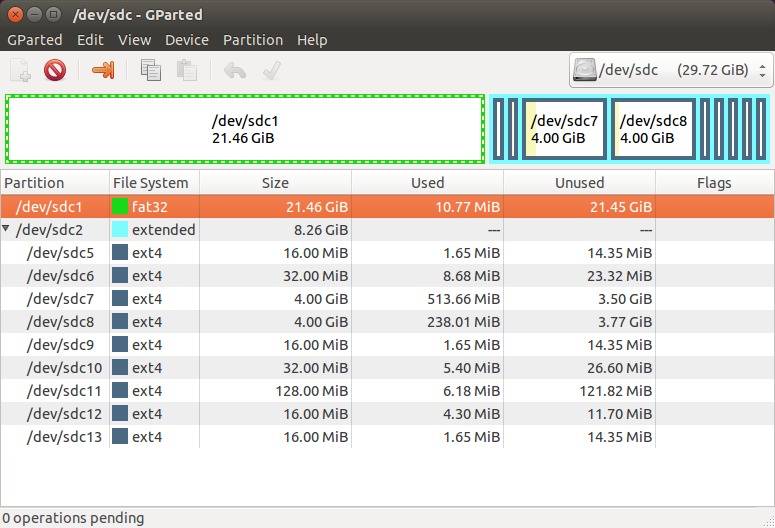 /dev/sdc - GParted
GParted Edit View Device Partition Help
/dev/sdc (29.72 GiB)
/dev/sdc1
21.46 GiB
/dev/sdc7
4.00 GiB
/dev/sdc8
4.00 GiB
Partition File System Size Used Unused Flags
/dev/sdc1 fat32 21.46 GiB 10.77 MiB 21.45 GiB
/dev/sdc2 extended 8.26 GiB --- ---
/dev/sdc5 ext4 16.00 MiB 1.65 MiB 14.35 MiB
/dev/sdc6 ext4 32.00 MiB 8.68 MiB 23.32 MiB
/dev/sdc7 ext4 4.00 GiB 513.66 MiB 3.50 GiB
/dev/sdc8 ext4 4.00 GiB 238.01 MiB 3.77 GiB
/dev/sdc9 ext4 16.00 MiB 1.65 MiB 14.35 MiB
/dev/sdc10 ext4 32.00 MiB 5.40 MiB 26.60 MiB
/dev/sdc11 ext4 128.00 MiB 6.18 MiB 121.82 MiB
/dev/sdc12 ext4 16.00 MiB 4.30 MiB 11.70 MiB
/dev/sdc13 ext4 16.00 MiB 1.65 MiB 14.35 MiB
0 operations pending